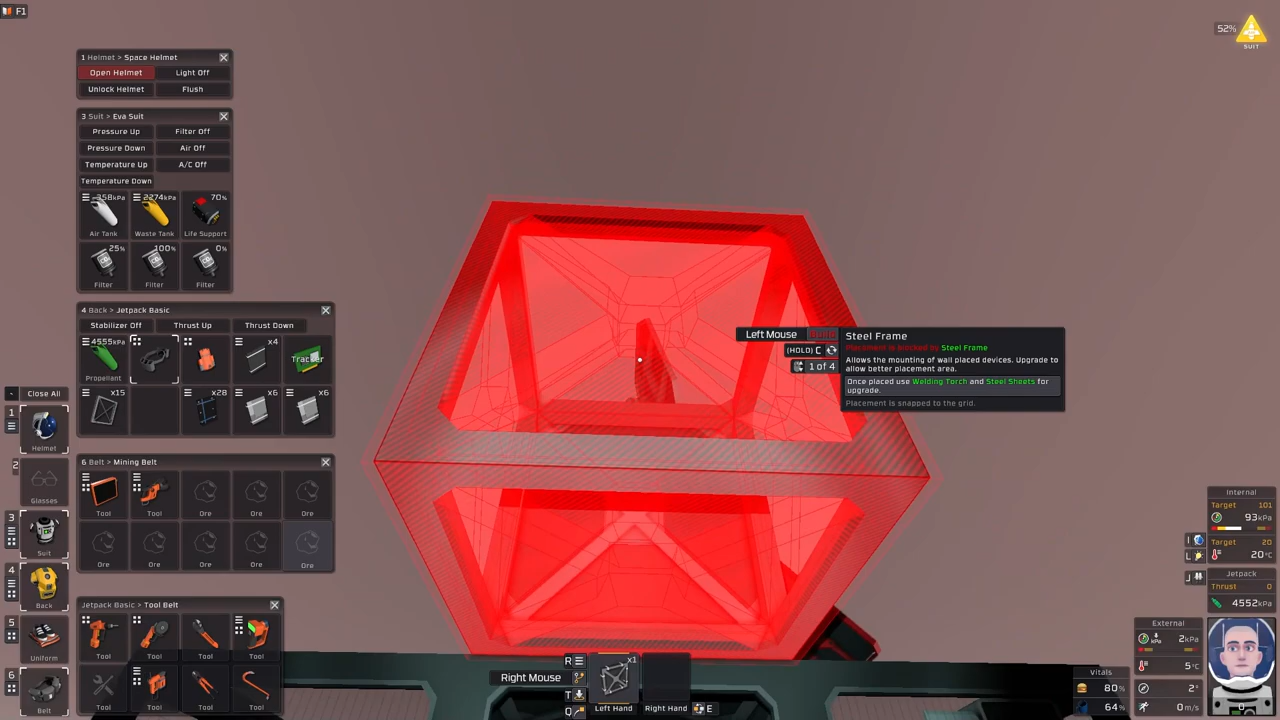 F1
52%
SUIT
1 Helmet > Space Helmet
Open Helmet
Light Off
Unlock Helmet
Flush
3 Suit > Eva Suit
Pressure Up
Filter Off
Pressure Down
Air Off
Temperature Up
A/C Off
Temperature Down
358kPa
2274kPa
70%
Air Tank
Waste Tank
Life Support
25%
100%
0%
Filter
Filter
Filter
4 Back > Jetpack Basic
Stabilizer Off
Thrust Up
Thrust Down
4555kPa
x4
Propellant
Tracker
x15
x28
x6
x6
6 Belt > Mining Belt
Tool
Tool
Ore
Ore
Ore
Ore
Ore
Ore
Ore
Ore
Jetpack Basic > Tool Belt
Tool
Tool
Tool
Tool
Tool
Tool
Tool
Tool
Close All
1
Helmet
2
Glasses
3
Suit
4
Back
5
Uniform
6
Belt
Left Mouse
(HOLD) C
1 of 4
Steel Frame
Placement is blocked by Steel Frame
Allows the mounting of wall placed devices. Upgrade to
allow better placement area.
Once placed use Welding Torch and Steel Sheets for
upgrade.
Placement is snapped to the grid.
Right Mouse
R
T
Q
x1
Left Hand
Right Hand
E
Internal
Target 101
93kPa
Target 20
20°C
I
L
J
Jetpack
Thrust 0
4552kPa
External
2kPa
5°C
2°
0m/s
Vitals
80%
64%
0